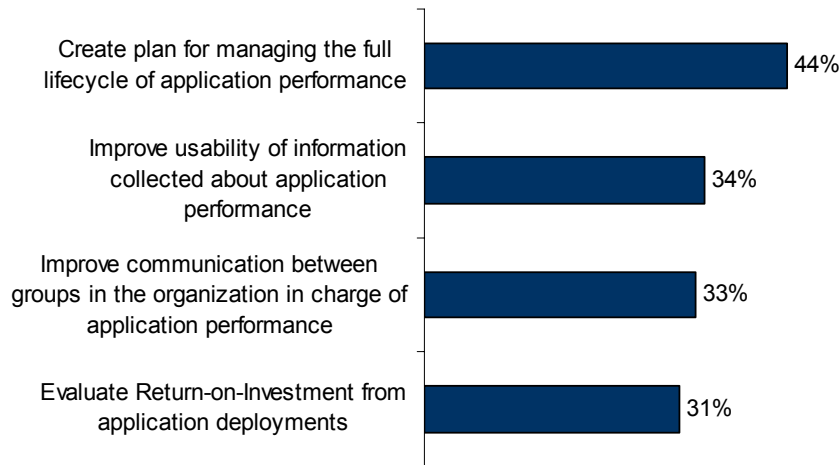 Create plan for managing the full
lifecycle of application performance
44%
Improve usability of information
collected about application
performance
34%
Improve communication between
groups in the organization in charge of
application performance
33%
Evaluate Return-on-Investment from
application deployments
31%